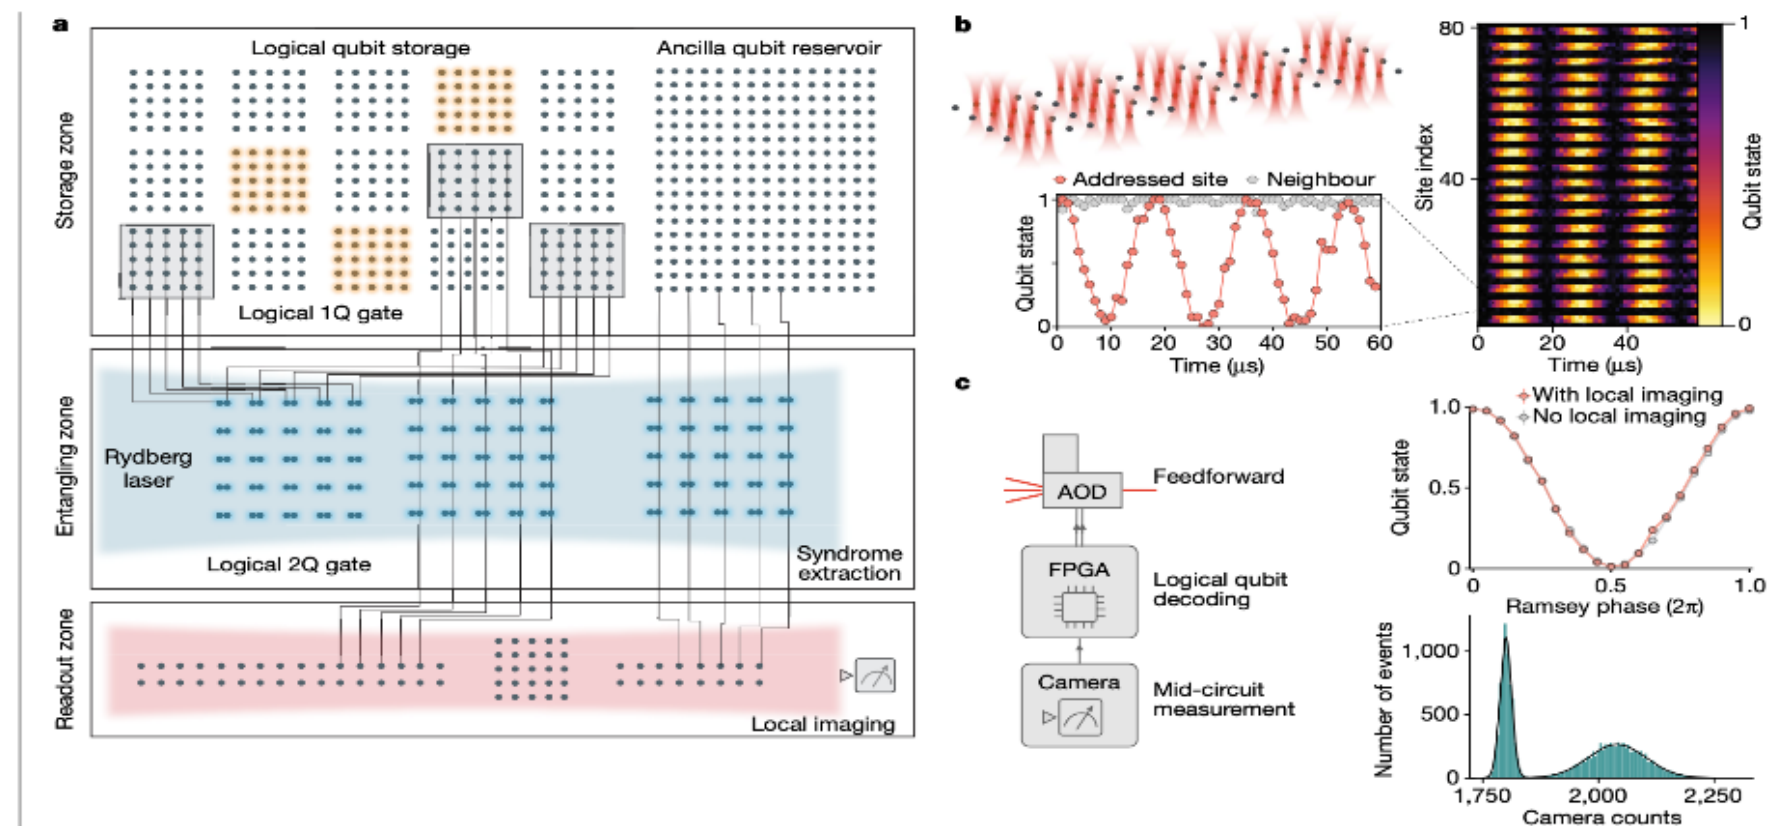 a
Logical qubit storage
Ancilla qubit reservoir
Storage zone
Logical 1Q gate
Entangling zone
Rydberg
laser
Logical 2Q gate
Syndrome
extraction
Readout zone
Local imaging
b
Addressed site
Neighbour
Qubit state
1
0
0
10
20
30
40
50
60
Time (μs)
Site index
80
40
0
20
40
Time (μs)
1
0
Qubit state
c
AOD
Feedforward
FPGA
Logical qubit
decoding
Camera
Mid-circuit
measurement
With local imaging
No local imaging
Qubit state
1.0
0.5
0
0
0.5
1.0
Ramsey phase (2π)
Number of events
1,000
500
0
1,750
2,000
2,250
Camera counts